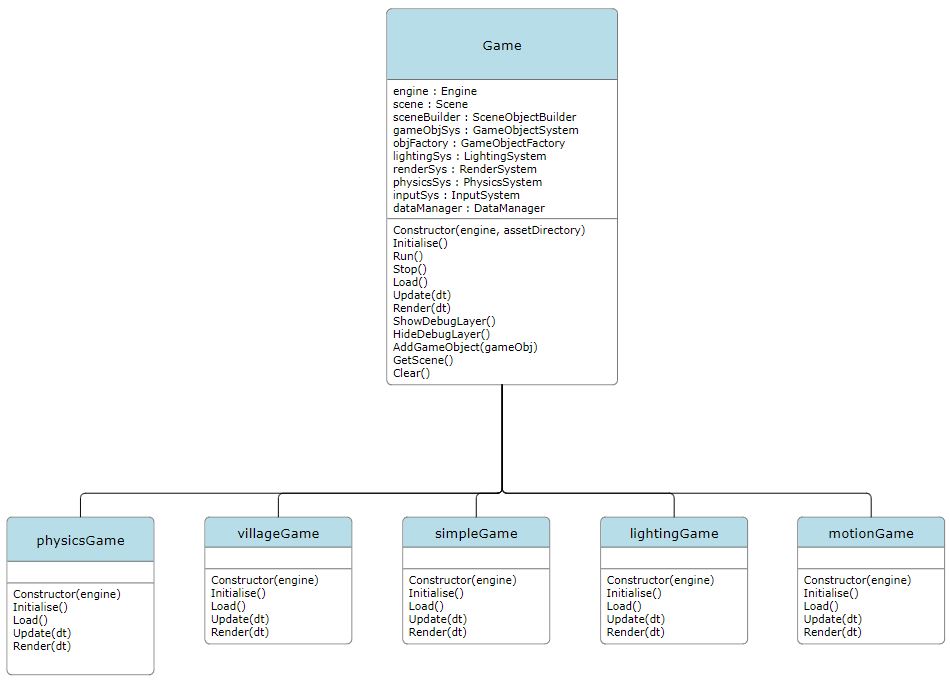 Game
engine : Engine
scene : Scene
sceneBuilder : SceneObjectBuilder
gameObjSys : GameObjectSystem
objFactory : GameObjectFactory
lightingSys : LightingSystem
renderSys : RenderSystem
physicsSys : PhysicsSystem
inputSys : InputSystem
dataManager : DataManager
Constructor(engine, assetDirectory)
Initialise()
Run()
Stop()
Load()
Update(dt)
Render(dt)
ShowDebugLayer()
HideDebugLayer()
AddGameObject(gameObj)
GetScene()
Clear()
physicsGame
Constructor(engine)
Initialise()
Load()
Update(dt)
Render(dt)
villageGame
Constructor(engine)
Initialise()
Load()
Update(dt)
Render(dt)
simpleGame
Constructor(engine)
Initialise()
Load()
Update(dt)
Render(dt)
lightingGame
Constructor(engine)
Initialise()
Load()
Update(dt)
Render(dt)
motionGame
Constructor(engine)
Initialise()
Load()
Update(dt)
Render(dt)